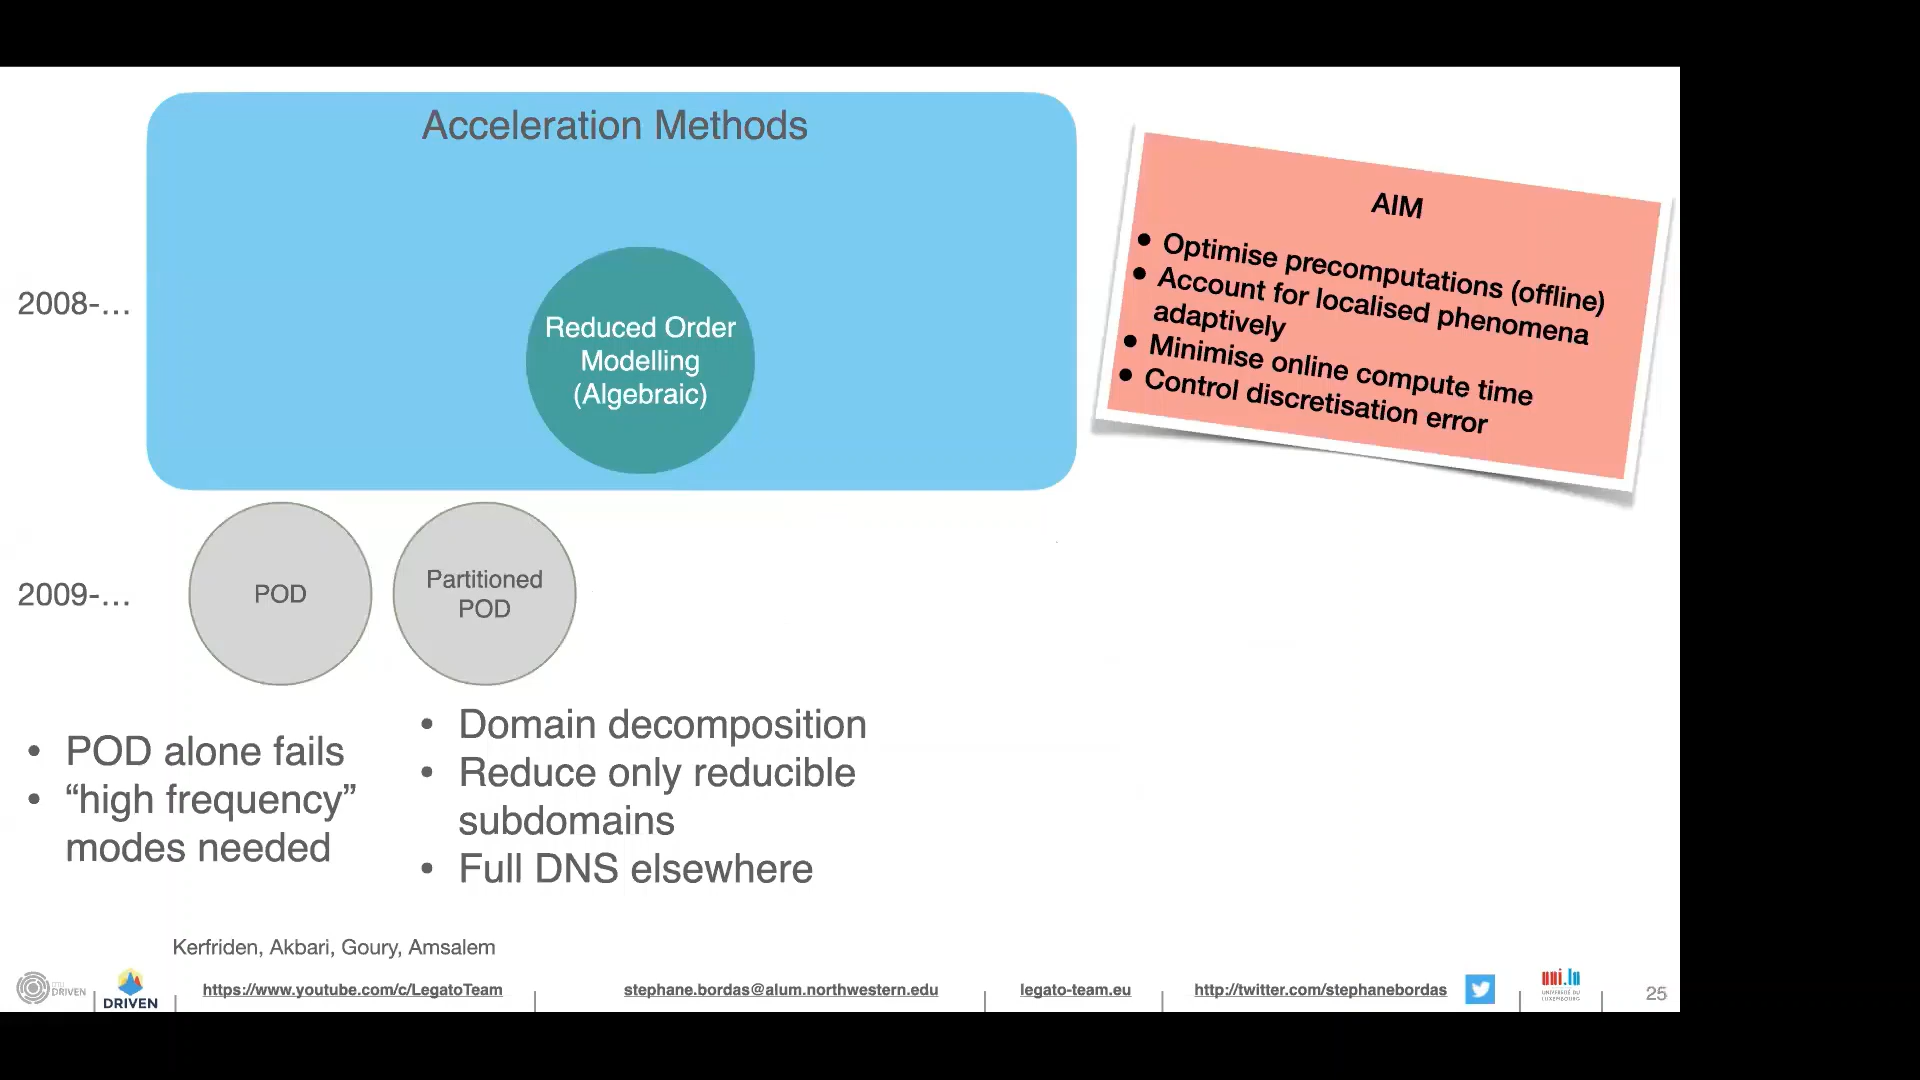 Acceleration Methods
2008-...
Reduced Order
Modelling
(Algebraic)
AIM
• Optimise precomputations (offline)
• Account for localised phenomena
adaptively
• Minimise online compute time
• Control discretisation error
2009-...
POD
Partitioned
POD
• POD alone fails
• “high frequency”
modes needed
• Domain decomposition
• Reduce only reducible
subdomains
• Full DNS elsewhere
Kerfriden, Akbari, Goury, Amsalem
DRIVEN
DRIVEN
https://www.youtube.com/c/LegatoTeam
stephane.bordas@alum.northwestern.edu
legato-team.eu
http://twitter.com/stephanebordas
uni.lu
UNIVERSITÉ DU
LUXEMBOURG
25